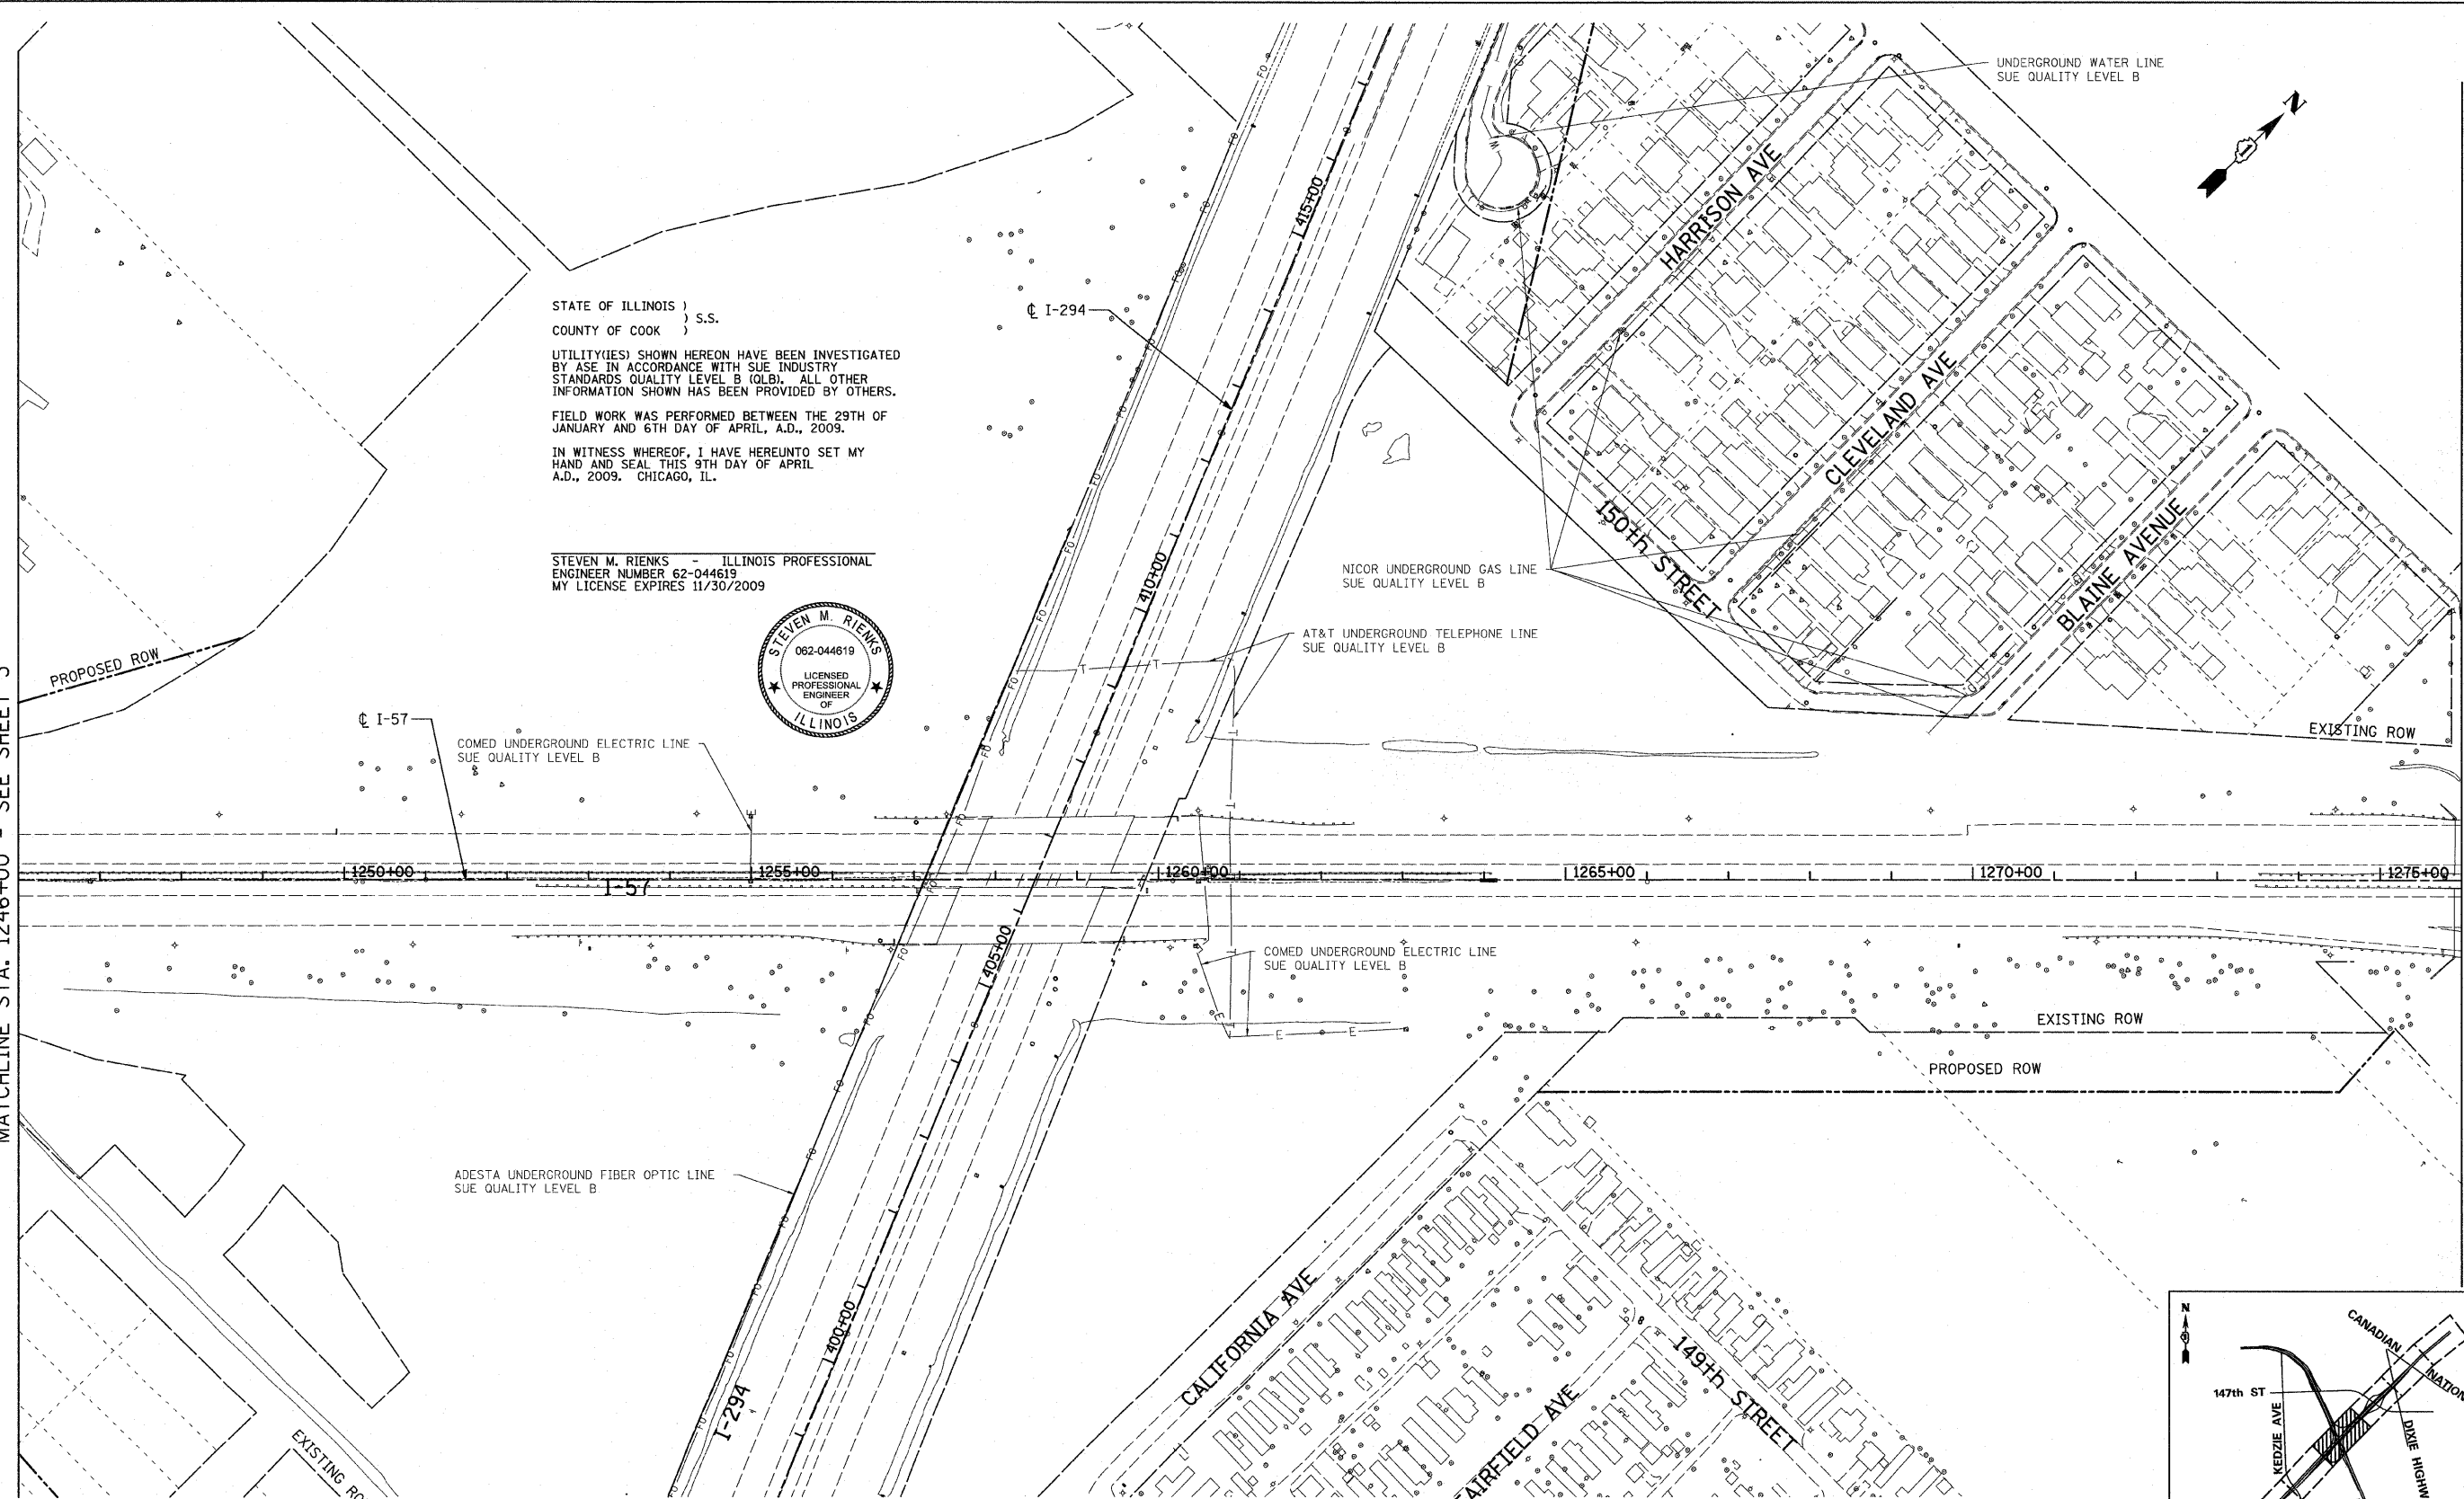 UNDERGROUND WATER LINE
SUE QUALITY LEVEL B
N
1
HARRISON AVE
415+00
℄ I-294
STATE OF ILLINOIS )
) S.S.
COUNTY OF COOK )
UTILITY(IES) SHOWN HEREON HAVE BEEN INVESTIGATED
BY ASE IN ACCORDANCE WITH SUE INDUSTRY
STANDARDS QUALITY LEVEL B (QLB). ALL OTHER
INFORMATION SHOWN HAS BEEN PROVIDED BY OTHERS.
FIELD WORK WAS PERFORMED BETWEEN THE 29TH OF
JANUARY AND 6TH DAY OF APRIL, A.D., 2009.
IN WITNESS WHEREOF, I HAVE HEREUNTO SET MY
HAND AND SEAL THIS 9TH DAY OF APRIL
A.D., 2009. CHICAGO, IL.
STEVEN M. RIENKS - ILLINOIS PROFESSIONAL
ENGINEER NUMBER 62-044619
MY LICENSE EXPIRES 11/30/2009
STEVEN M. RIENKS
062-044619
LICENSED
PROFESSIONAL
ENGINEER
OF
ILLINOIS
CLEVELAND AVE
150th STREET
BLAINE AVENUE
410+00
NICOR UNDERGROUND GAS LINE
SUE QUALITY LEVEL B
AT&T UNDERGROUND TELEPHONE LINE
SUE QUALITY LEVEL B
PROPOSED ROW
MATCHLINE STA. 1246+00 - SEE SHEET
℄ I-57
COMED UNDERGROUND ELECTRIC LINE
SUE QUALITY LEVEL B
EXISTING ROW
1250+00
I-57
1255+00
1260+00
1265+00
1270+00
1275+00
405+00
COMED UNDERGROUND ELECTRIC LINE
SUE QUALITY LEVEL B
E
E
E
EXISTING ROW
PROPOSED ROW
ADESTA UNDERGROUND FIBER OPTIC LINE
SUE QUALITY LEVEL B
400+00
I-294
CALIFORNIA AVE
149th STREET
EXISTING
N
CANADIAN
147th ST
KEDZIE AVE
DIXIE